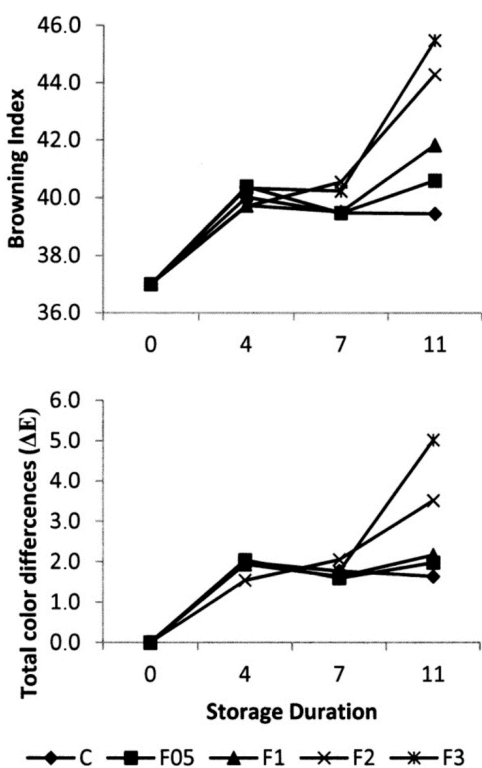 Browning Index
46.0
44.0
42.0
40.0
38.0
36.0
0 4 7 11
Total color differcences (ΔE)
6.0
5.0
4.0
3.0
2.0
1.0
0.0
0 4 7 11
Storage Duration
C F05 F1 F2 F3